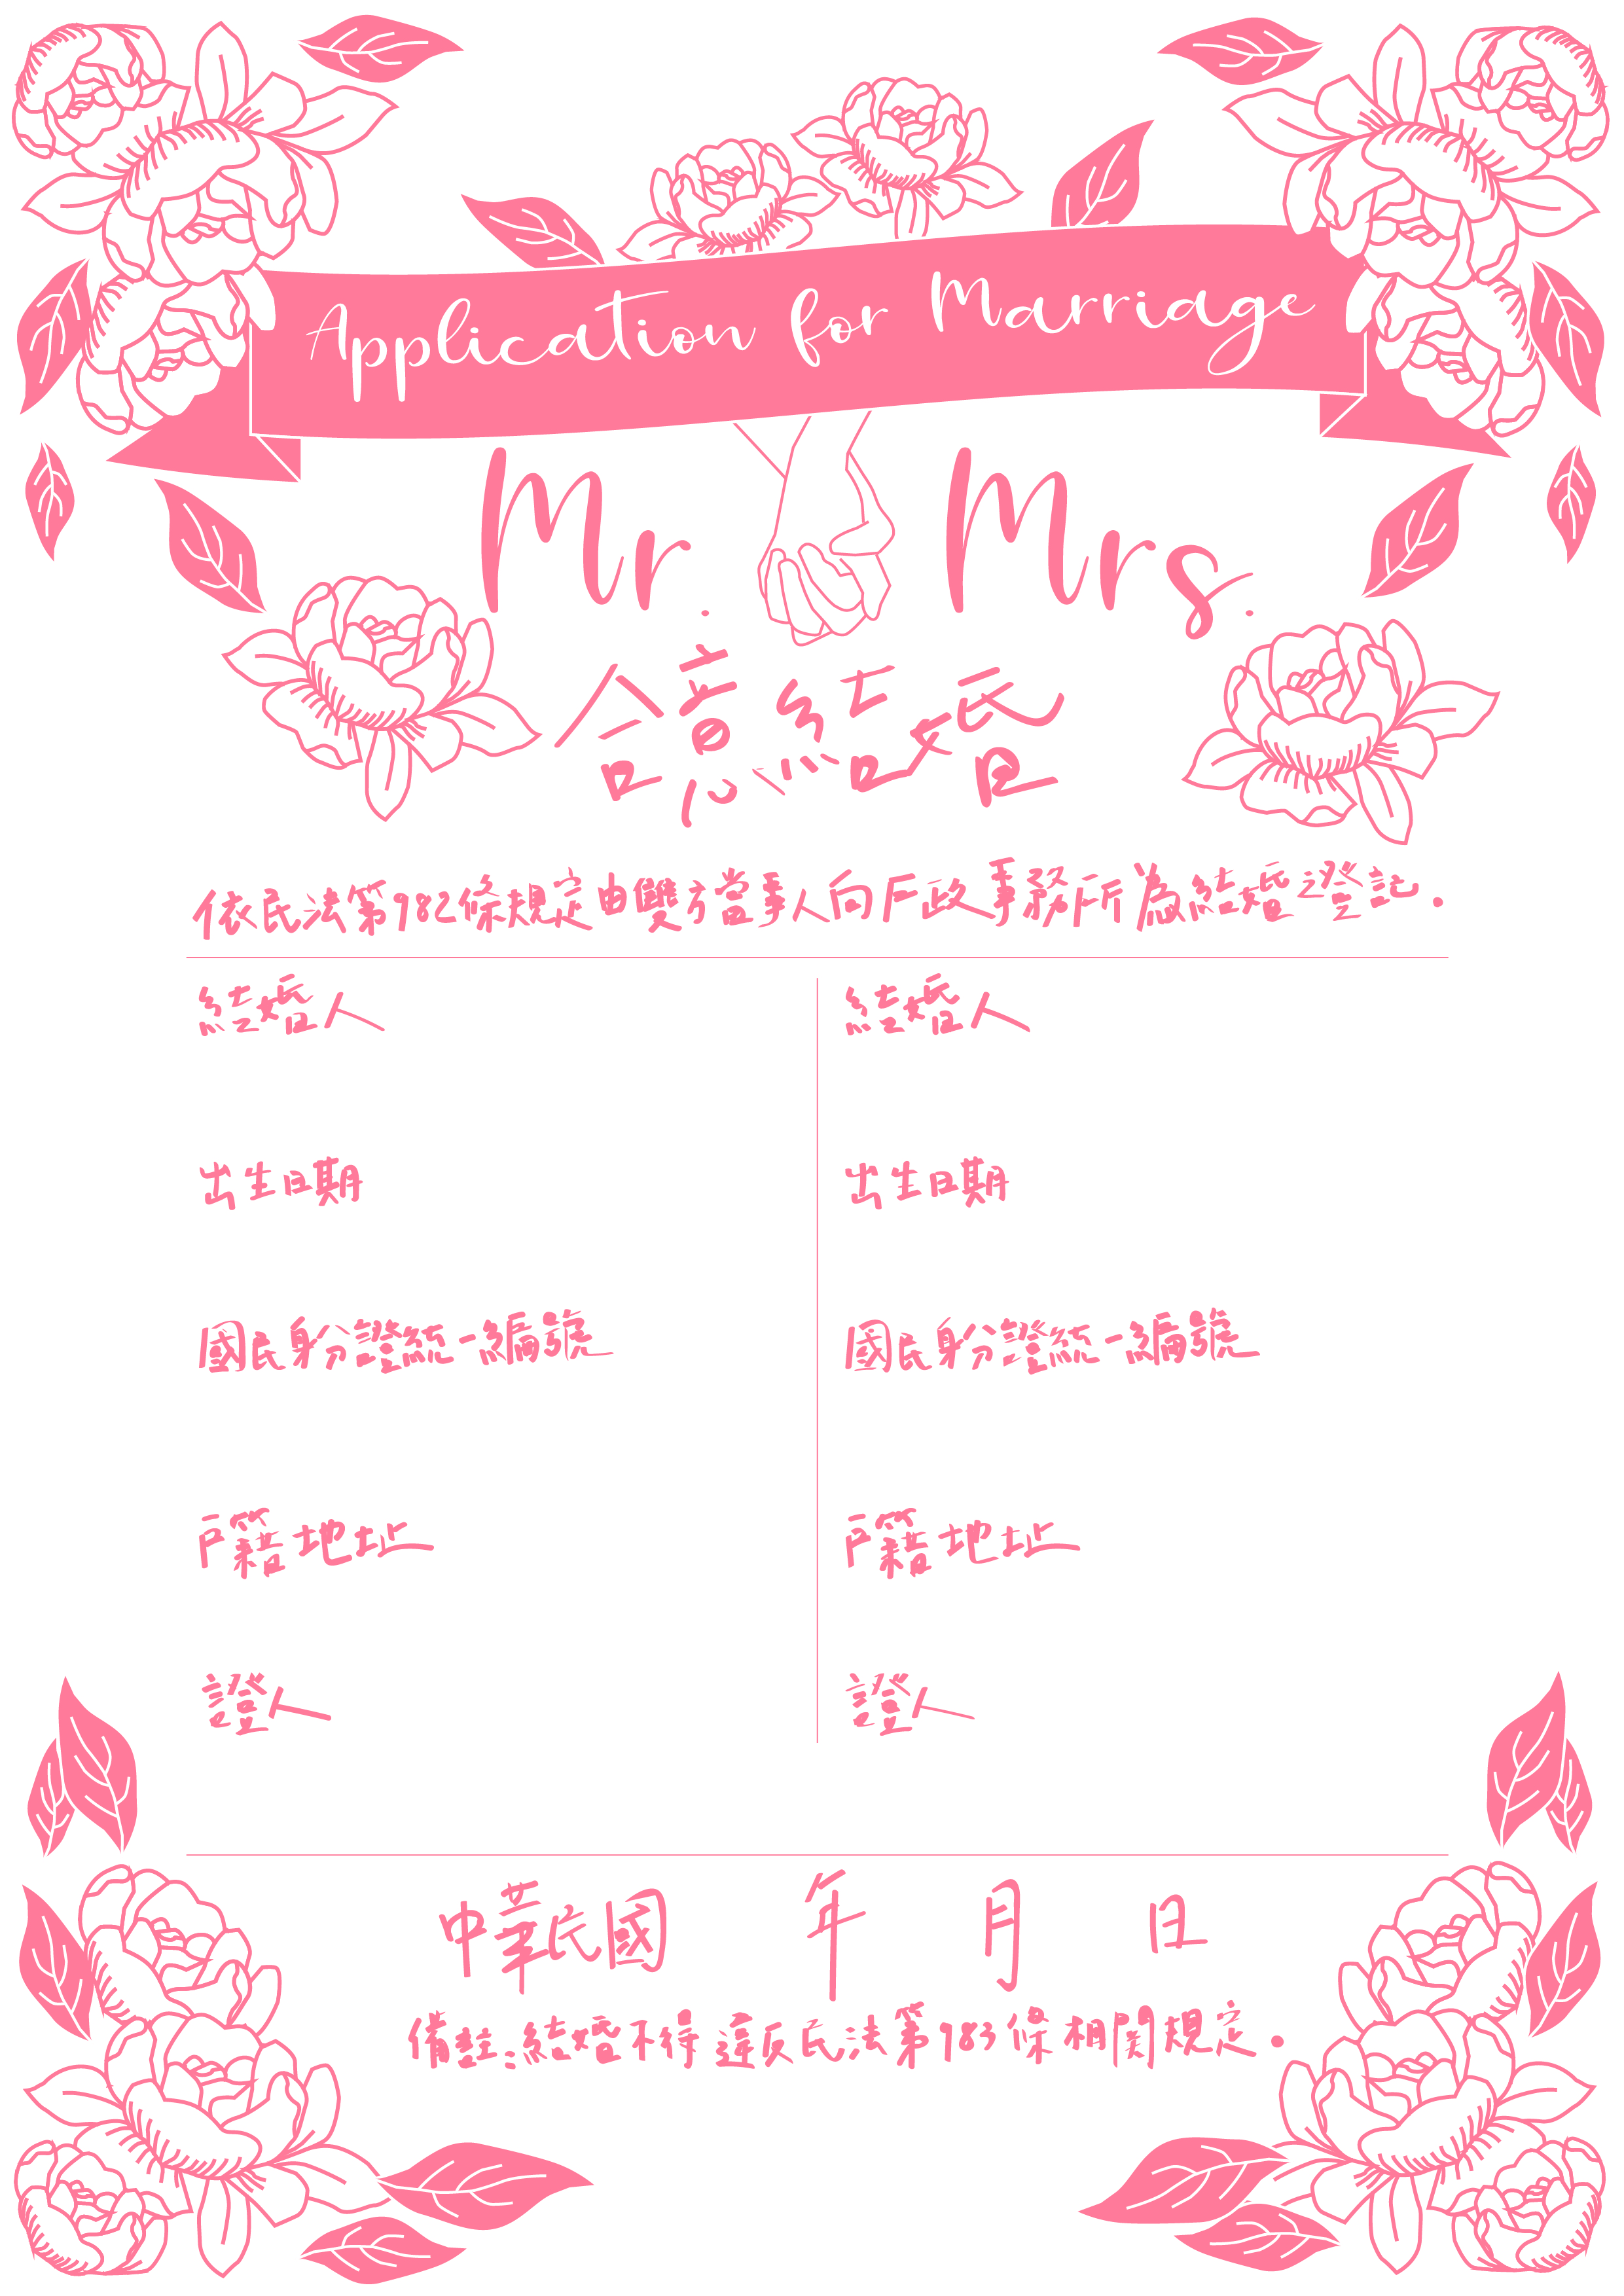 Application for Marriage
Mr. Mrs.
合意結婚
依民法第982條規定由雙方當事人向戶政事務所為結婚之登記.
結婚人 結婚人
出生日期 出生日期
國民身分證統一編號 國民身分證統一編號
戶籍地址 戶籍地址
證人 證人
中華民國 年 月 日
備註:結婚不得違反民法第983條相關規定.